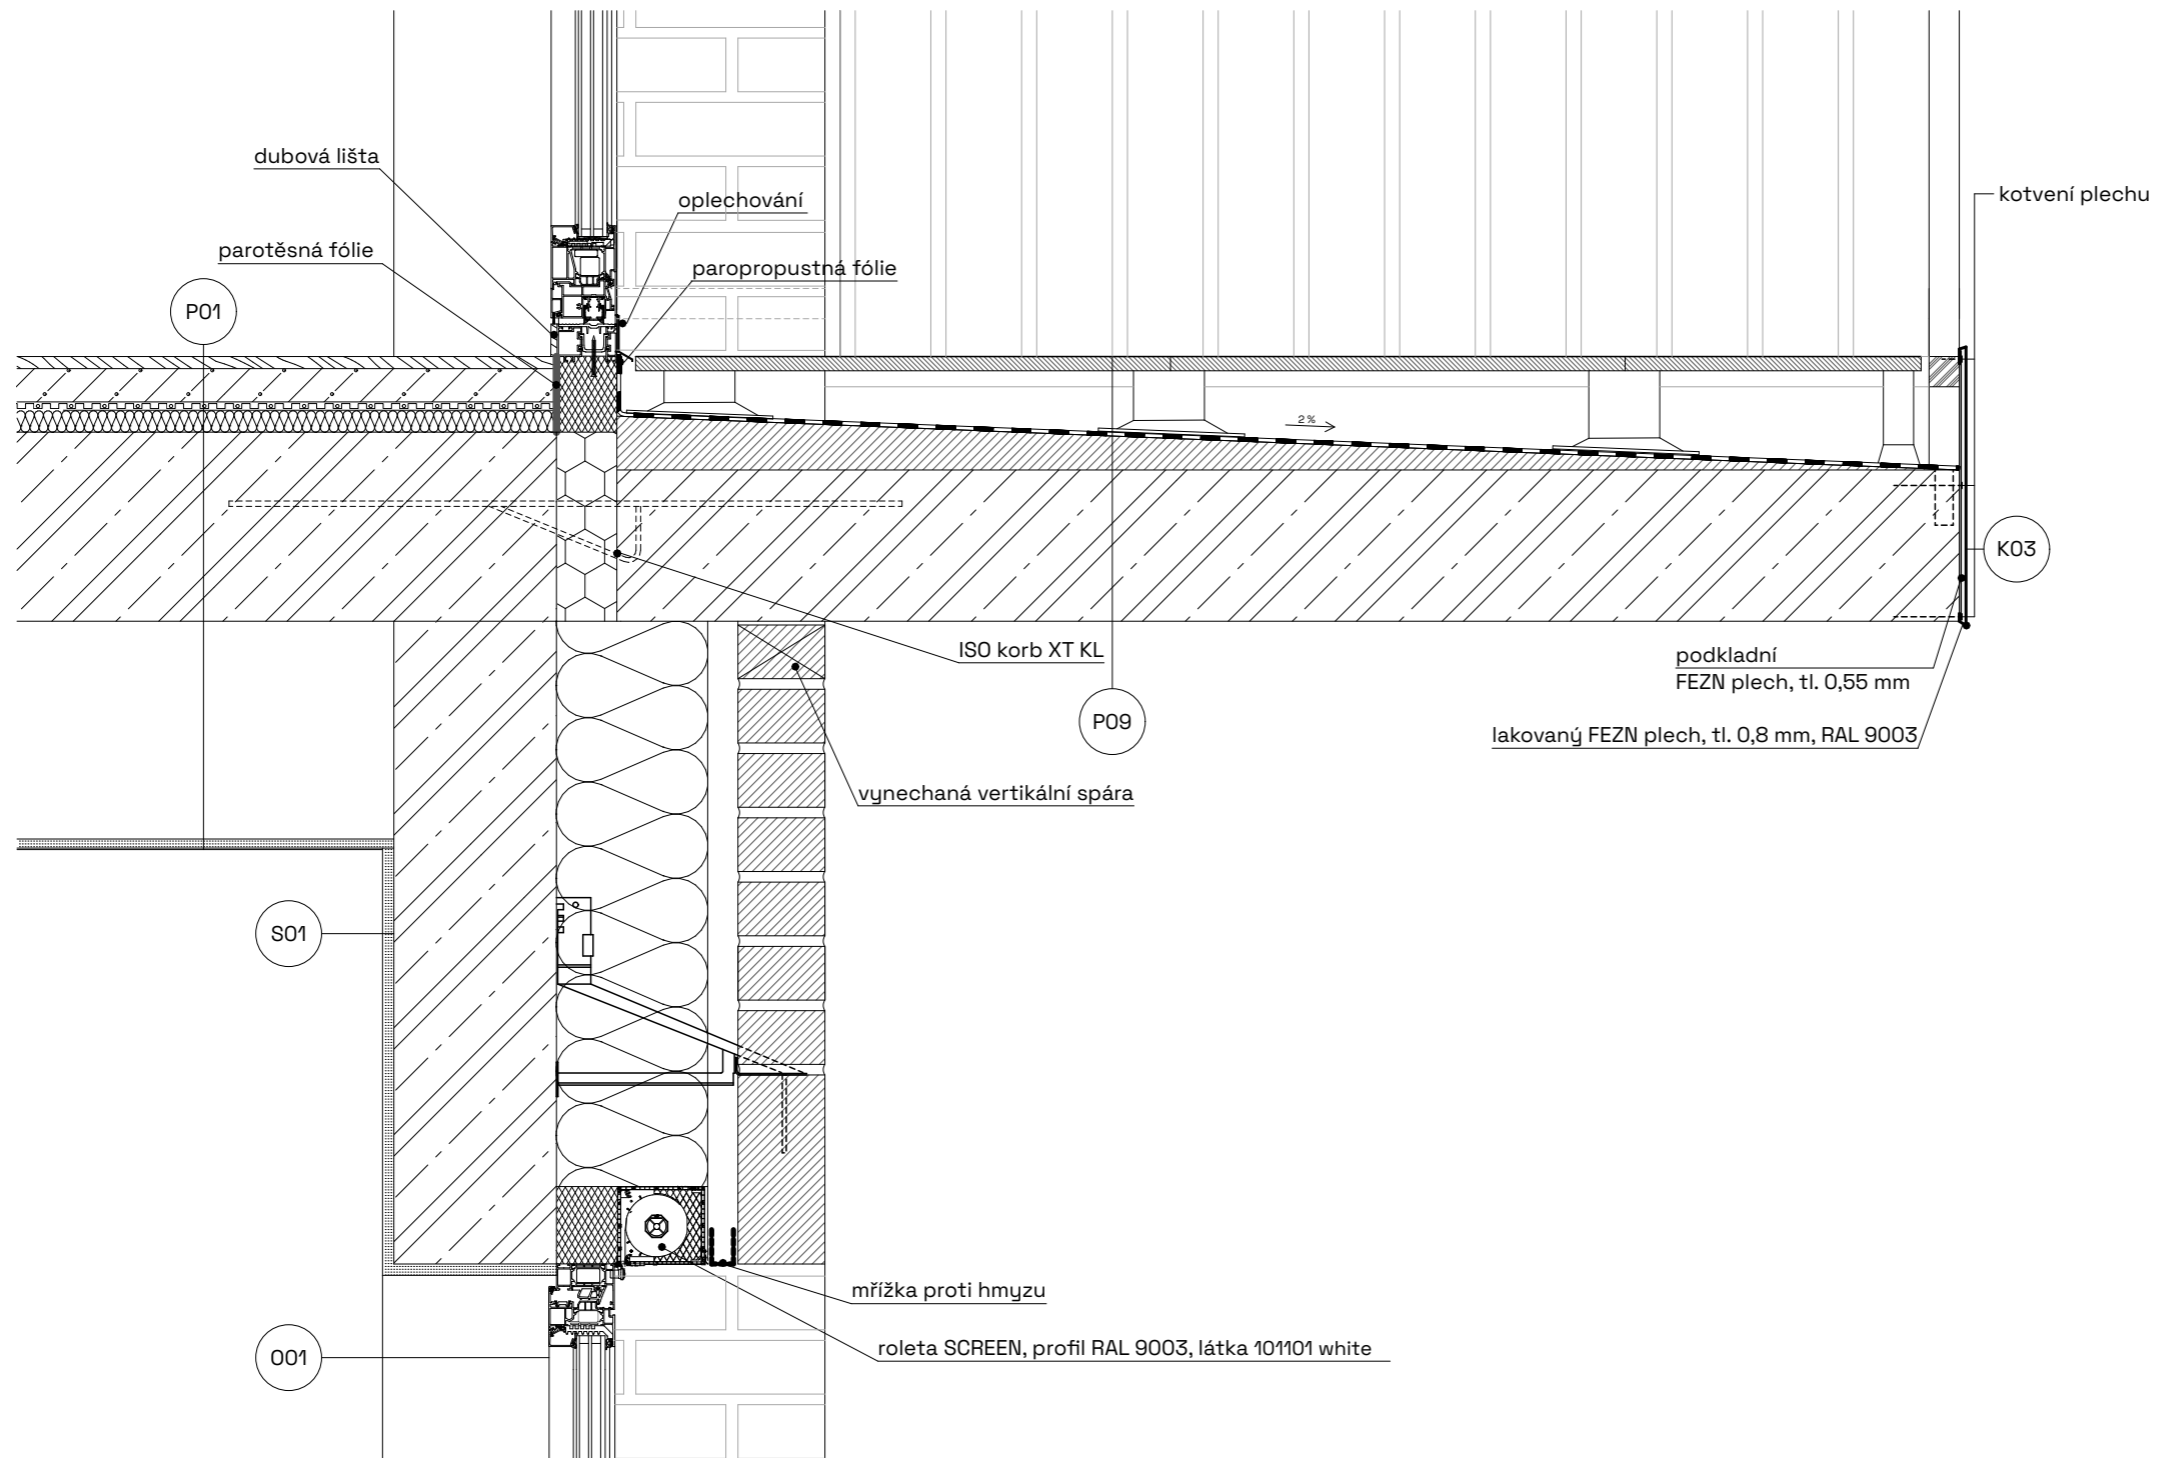 dubová lišta
kotvení plechu
oplechování
parotěsná fólie
paropropustná fólie
P01
2%
K03
ISO korb XT KL
podkladní
FEZN plech, tl. 0,55 mm
P09
lakovaný FEZN plech, tl. 0,8 mm, RAL 9003
vynechaná vertikální spára
S01
mřížka proti hmyzu
roleta SCREEN, profil RAL 9003, látka 101101 white
O01